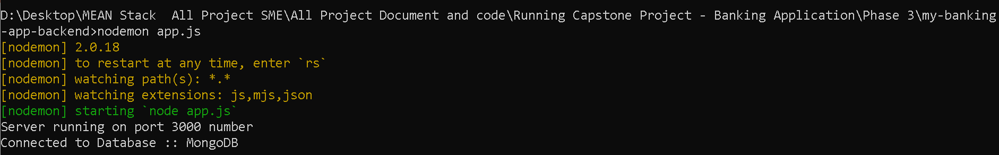 D:\Desktop\MEAN Stack  All Project SME\All Project Document and code\Running Capstone Project - Banking Application\Phase 3\my-banking
-app-backend>nodemon app.js
[nodemon] 2.0.18
[nodemon] to restart at any time, enter `rs`
[nodemon] watching path(s): *.*
[nodemon] watching extensions: js,mjs,json
[nodemon] starting `node app.js`
Server running on port 3000 number
Connected to Database :: MongoDB